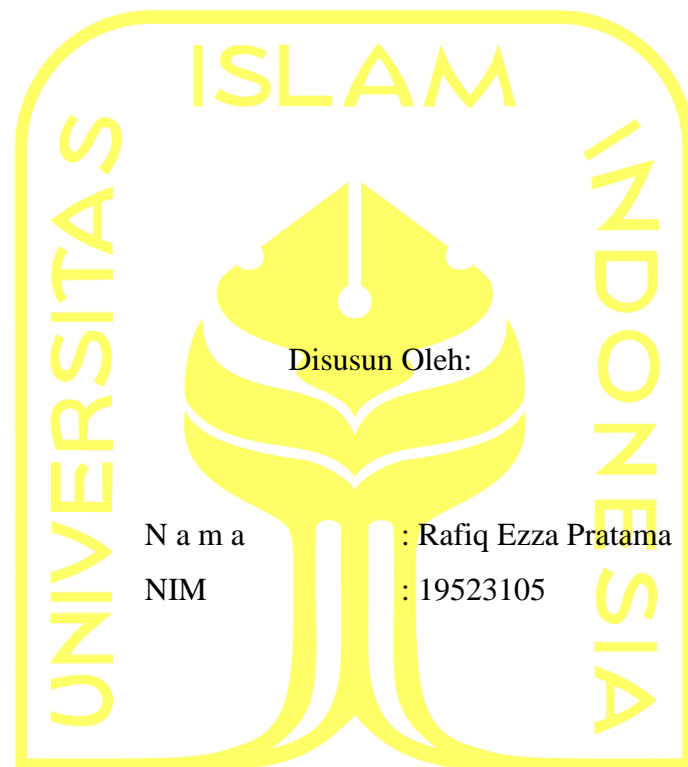 ISLAM
UNIVERSITAS
INDONESIA
Disusun Oleh:
N a m a : Rafiq Ezza Pratama
NIM : 19523105